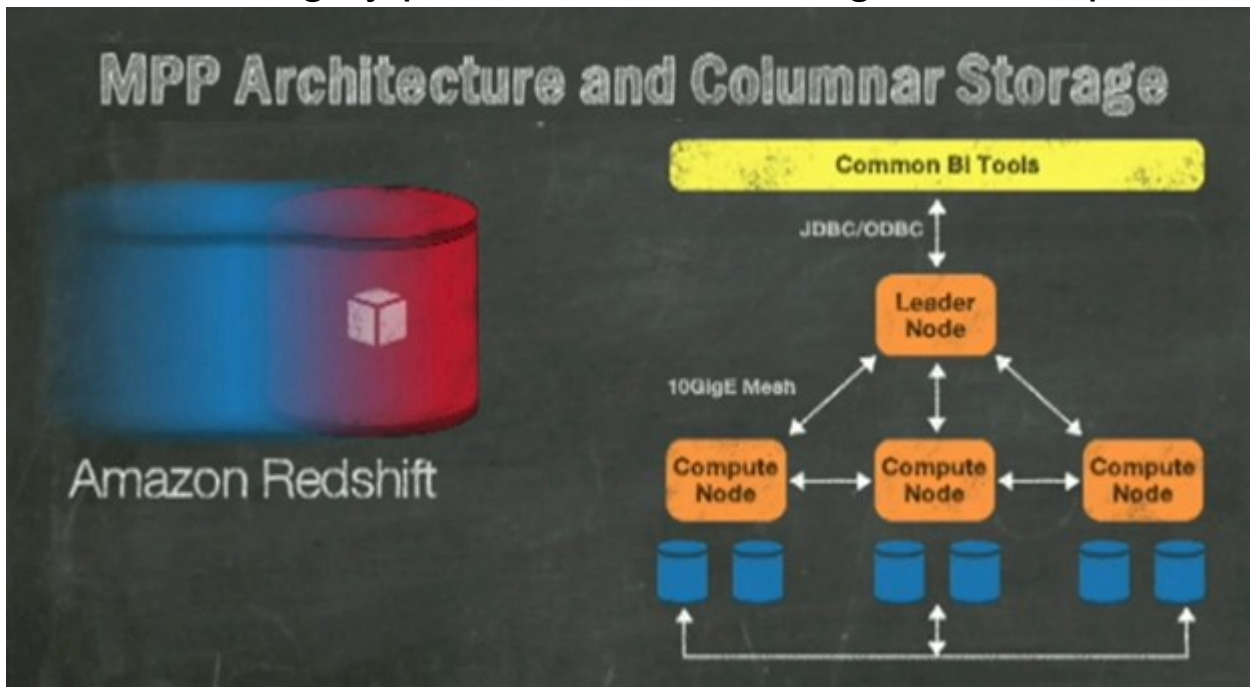 MPP Architecture and Columnar Storage
Common BI Tools
JDBC/ODBC
Leader
Node
10GigE Mesh
Compute
Node
Compute
Node
Compute
Node
Amazon Redshift